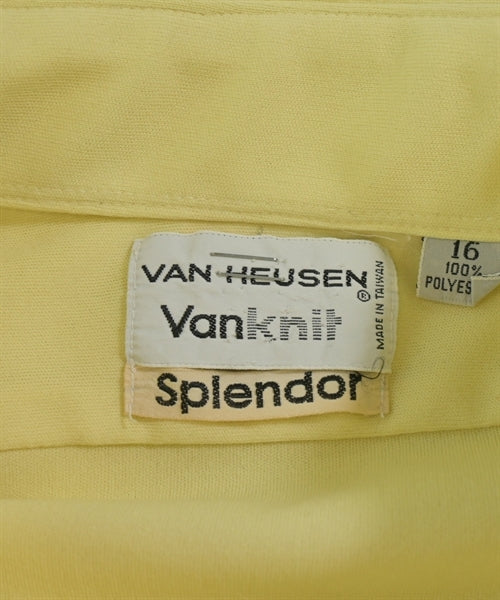 VAN HEUSEN®
Vanknit
MADE IN TAIWAN
Splendor
16
100%
POLYES